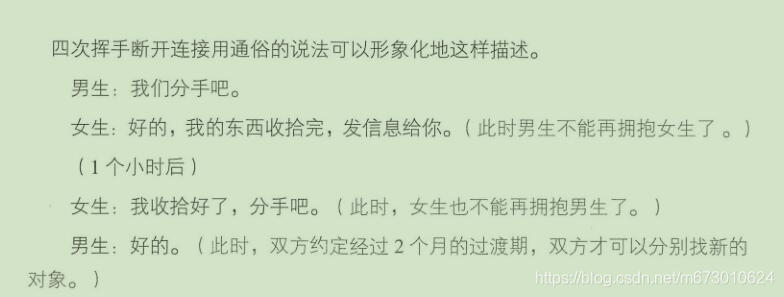 四次挥手断开连接用通俗的说法可以形象化地这样描述。
男生：我们分手吧。
女生：好的，我的东西收拾完，发信息给你。（此时男生不能再拥抱女生了 。）
（1 个小时后）
女生：我收拾好了，分手吧。（此时，女生也不能再拥抱男生了。）
男生：好的。（此时，双方约定经过 2 个月的过渡期，双方才可以分别找新的
对象。）
https://blog.csdn.net/m673010624